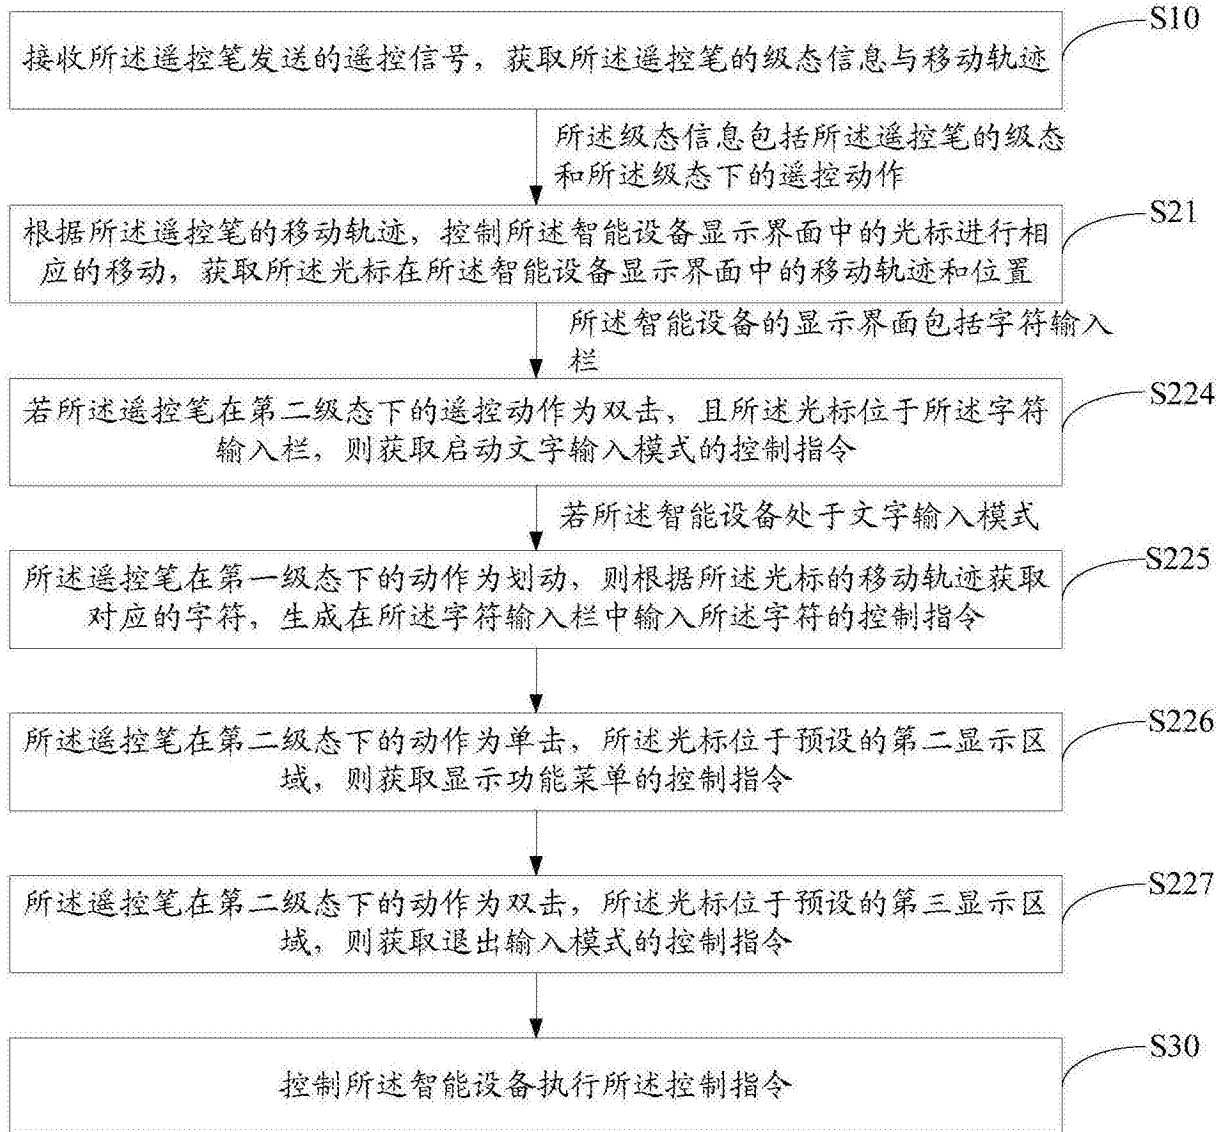 S10
接收所述遥控笔发送的遥控信号，获取所述遥控笔的级态信息与移动轨迹
所述级态信息包括所述遥控笔的级态
和所述级态下的遥控动作
S21
根据所述遥控笔的移动轨迹，控制所述智能设备显示界面中的光标进行相
应的移动，获取所述光标在所述智能设备显示界面中的移动轨迹和位置
所述智能设备的显示界面包括字符输入
栏
S224
若所述遥控笔在第二级态下的遥控动作为双击，且所述光标位于所述字符
输入栏，则获取启动文字输入模式的控制指令
若所述智能设备处于文字输入模式
S225
所述遥控笔在第一级态下的动作为划动，则根据所述光标的移动轨迹获取
对应的字符，生成在所述字符输入栏中输入所述字符的控制指令
S226
所述遥控笔在第二级态下的动作为单击，所述光标位于预设的第二显示区
域，则获取显示功能菜单的控制指令
S227
所述遥控笔在第二级态下的动作为双击，所述光标位于预设的第三显示区
域，则获取退出输入模式的控制指令
S30
控制所述智能设备执行所述控制指令